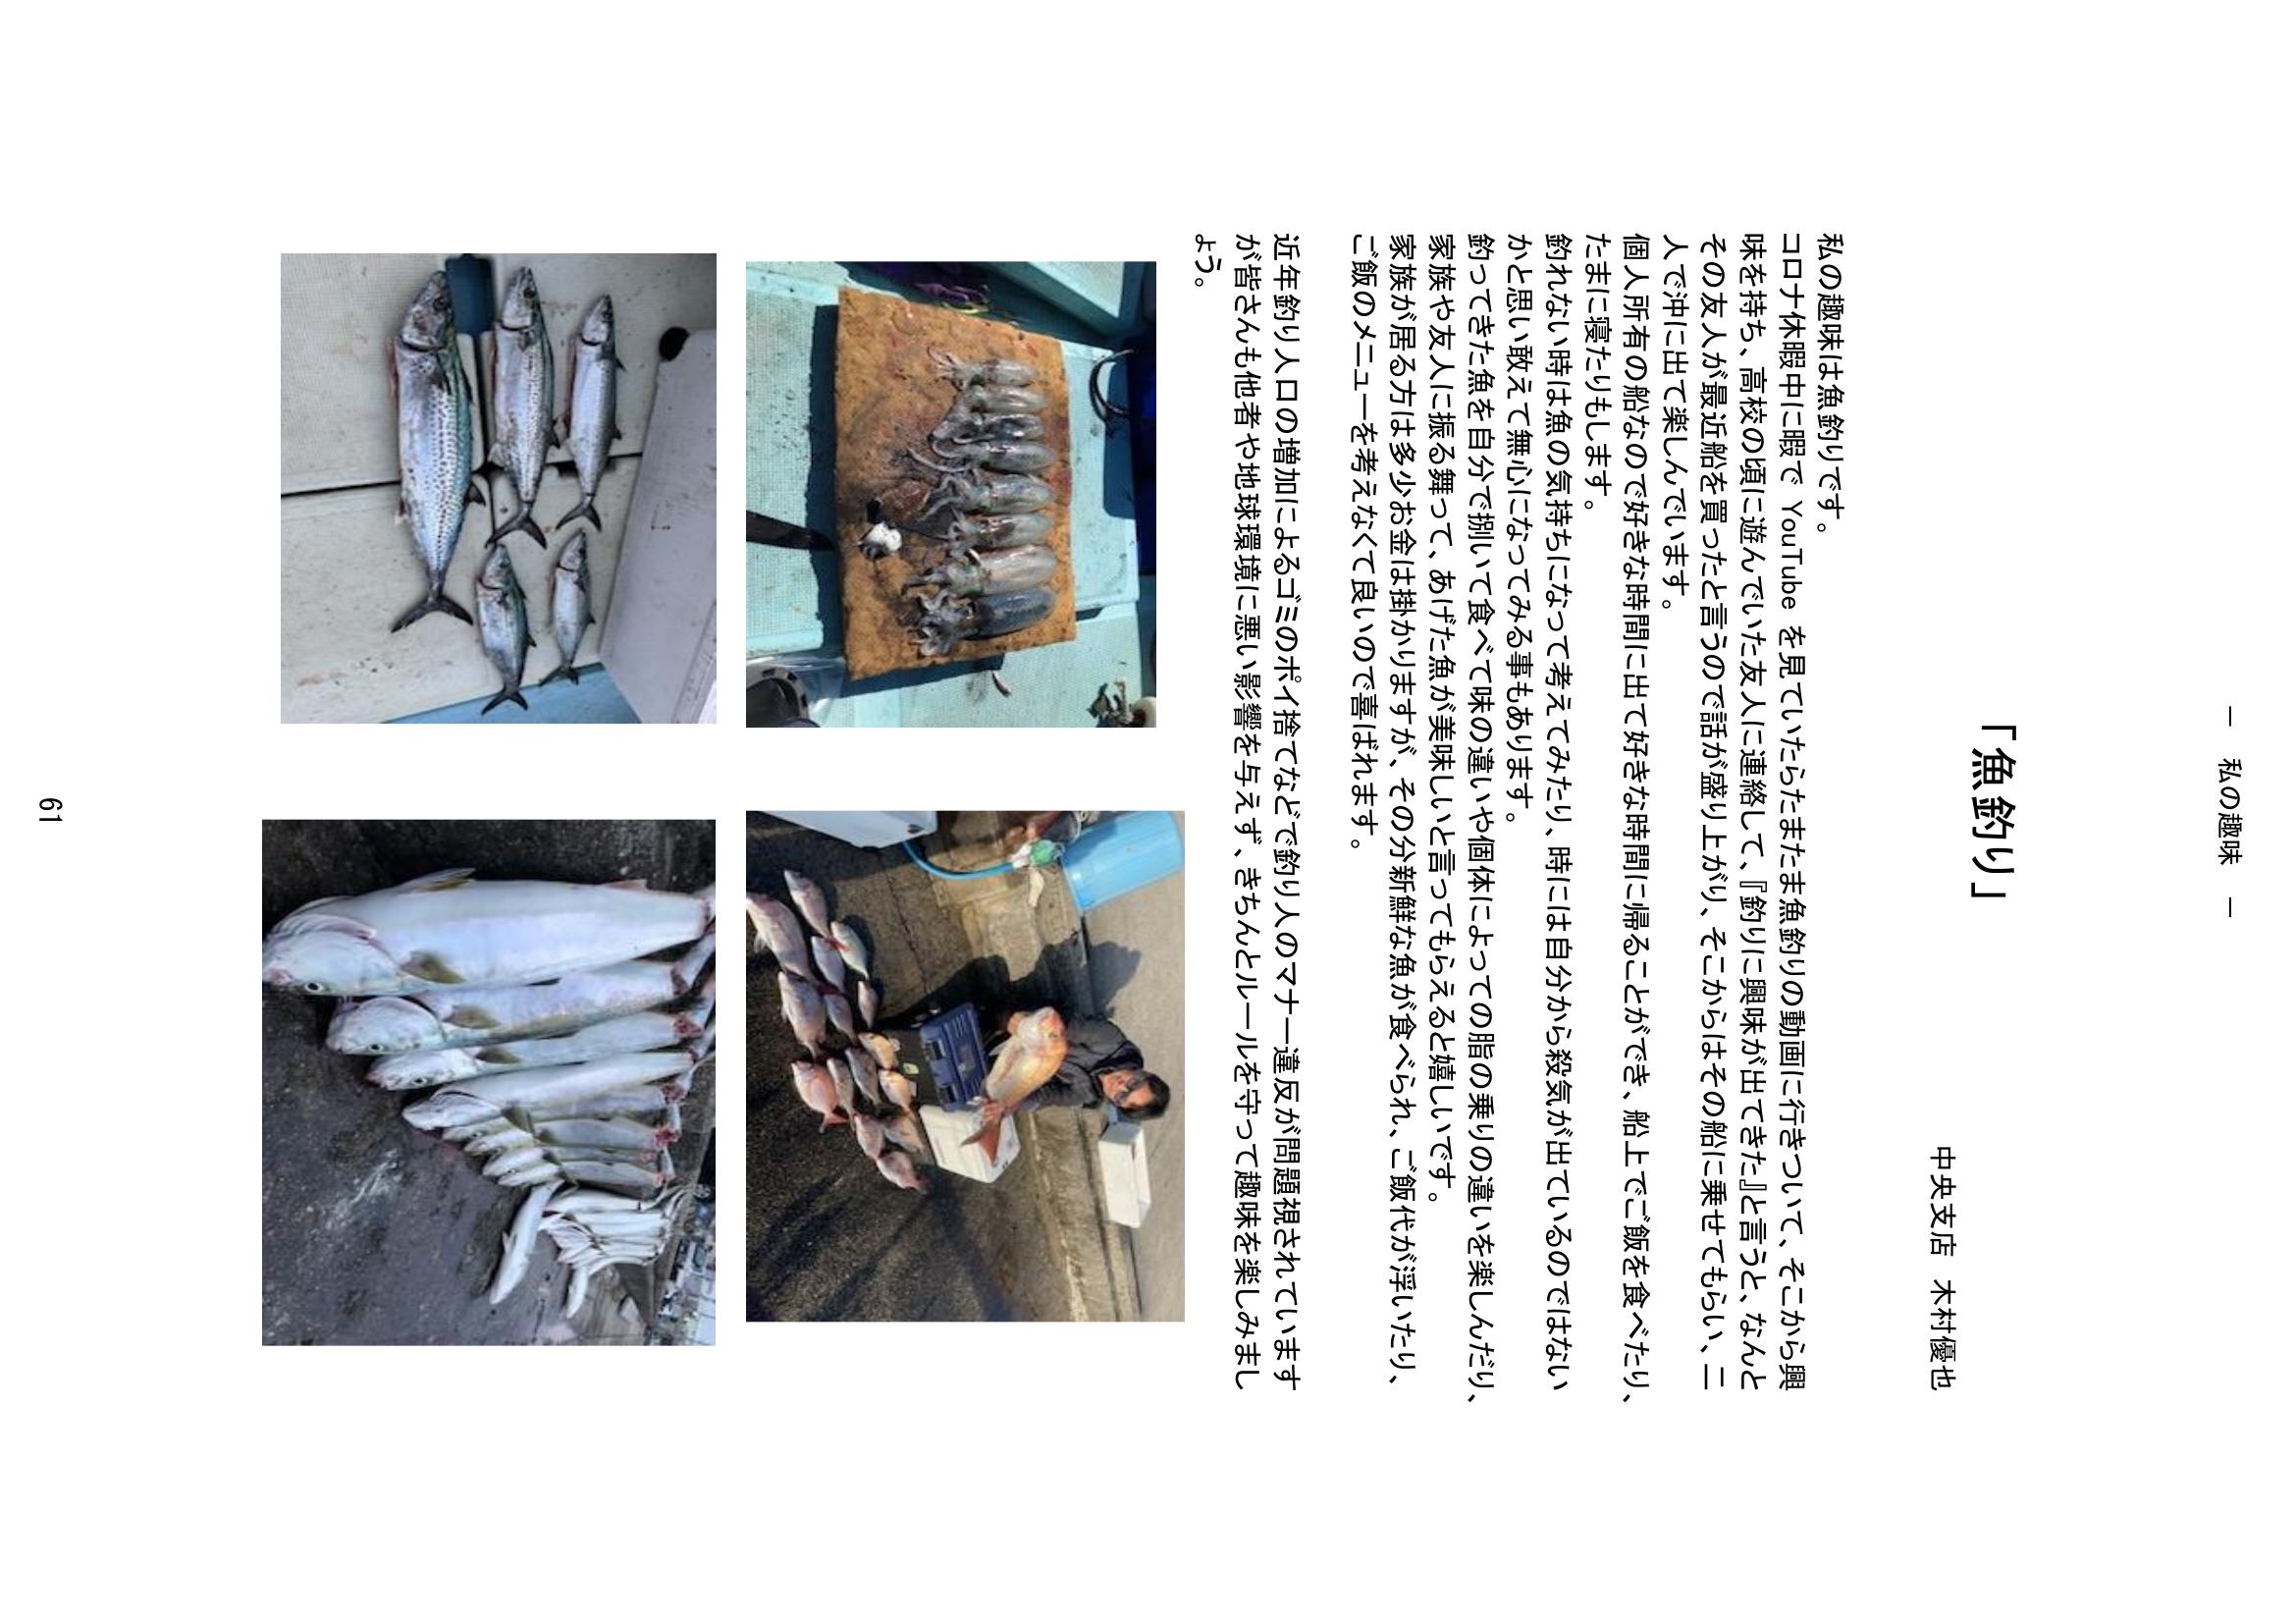 ― 私の趣味 ―
「魚釣り」
中央支店 木村優也
私の趣味は魚釣りです。
コロナ休暇中に暇で YouTube を見ていたらたまたま魚釣りの動画に行きついて、そこから興
味を持ち、高校の頃に遊んでいた友人に連絡して、『釣りに興味が出てきた』と言うと、なんと
その友人が最近船を買ったと言うので話が盛り上がり、そこからはその船に乗せてもらい、二
人で沖に出て楽しんでいます。
個人所有の船なので好きな時間に出て好きな時間に帰ることができ、船上でご飯を食べたり、
たまに寝たりもします。
釣れない時は魚の気持ちになって考えてみたり、時には自分から殺気が出ているのではない
かと思い敢えて無心になってみる事もあります。
釣ってきた魚を自分で捌いて食べて味の違いや個体によっての脂の乗りの違いを楽しんだり、
家族や友人に振る舞って、あげた魚が美味しいと言ってもらえると嬉しいです。
家族が居る方は多少お金は掛かりますが、その分新鮮な魚が食べられ、ご飯代が浮いたり、
ご飯のメニューを考えなくて良いので喜ばれます。
近年釣り人口の増加によるゴミのポイ捨てなどで釣り人のマナー違反が問題視されています
が皆さんも他者や地球環境に悪い影響を与えず、きちんとルールを守って趣味を楽しみまし
ょう。
61